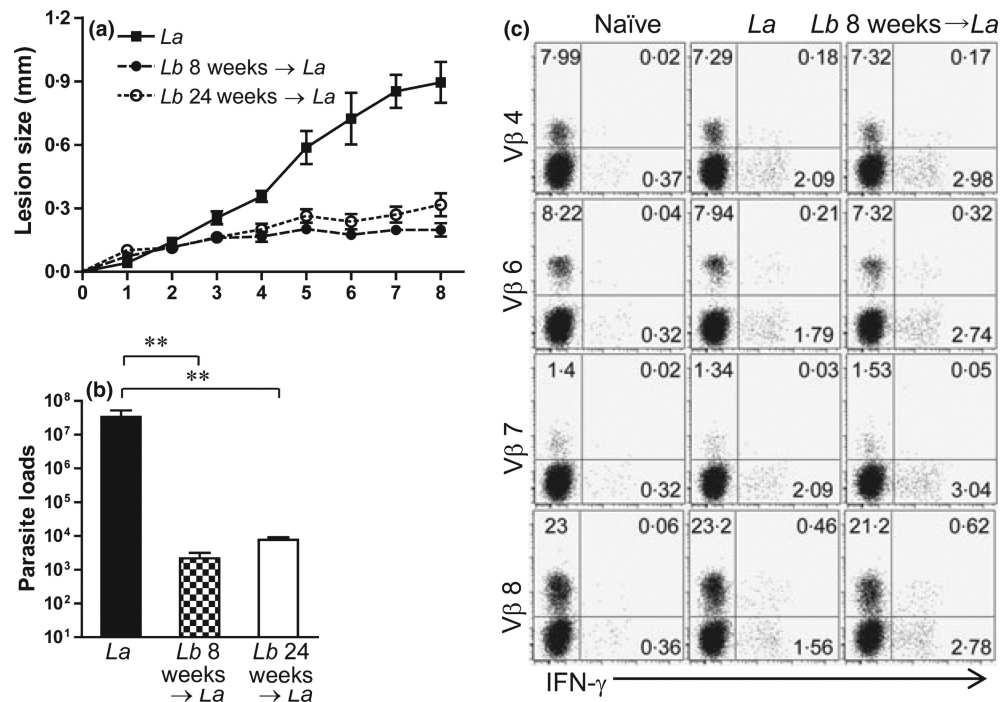 (a)
La
Lb 8 weeks → La
Lb 24 weeks → La
Lesion size (mm)
1·2
0·9
0·6
0·3
0·0
0 1 2 3 4 5 6 7 8
(b)
**
**
Parasite loads
10⁸
10⁷
10⁶
10⁵
10⁴
10³
10²
10¹
La
Lb 8 weeks → La
Lb 24 weeks → La
(c)
Naïve La Lb 8 weeks → La
Vβ 4
7·99 0·02 7·29 0·18 7·32 0·17
0·37 2·09 2·98
Vβ 6
8·22 0·04 7·94 0·21 7·32 0·32
0·32 1·79 2·74
Vβ 7
1·4 0·02 1·34 0·03 1·53 0·05
0·32 2·09 3·04
Vβ 8
23 0·06 23·2 0·46 21·2 0·62
0·36 1·56 2·78
IFN-γ